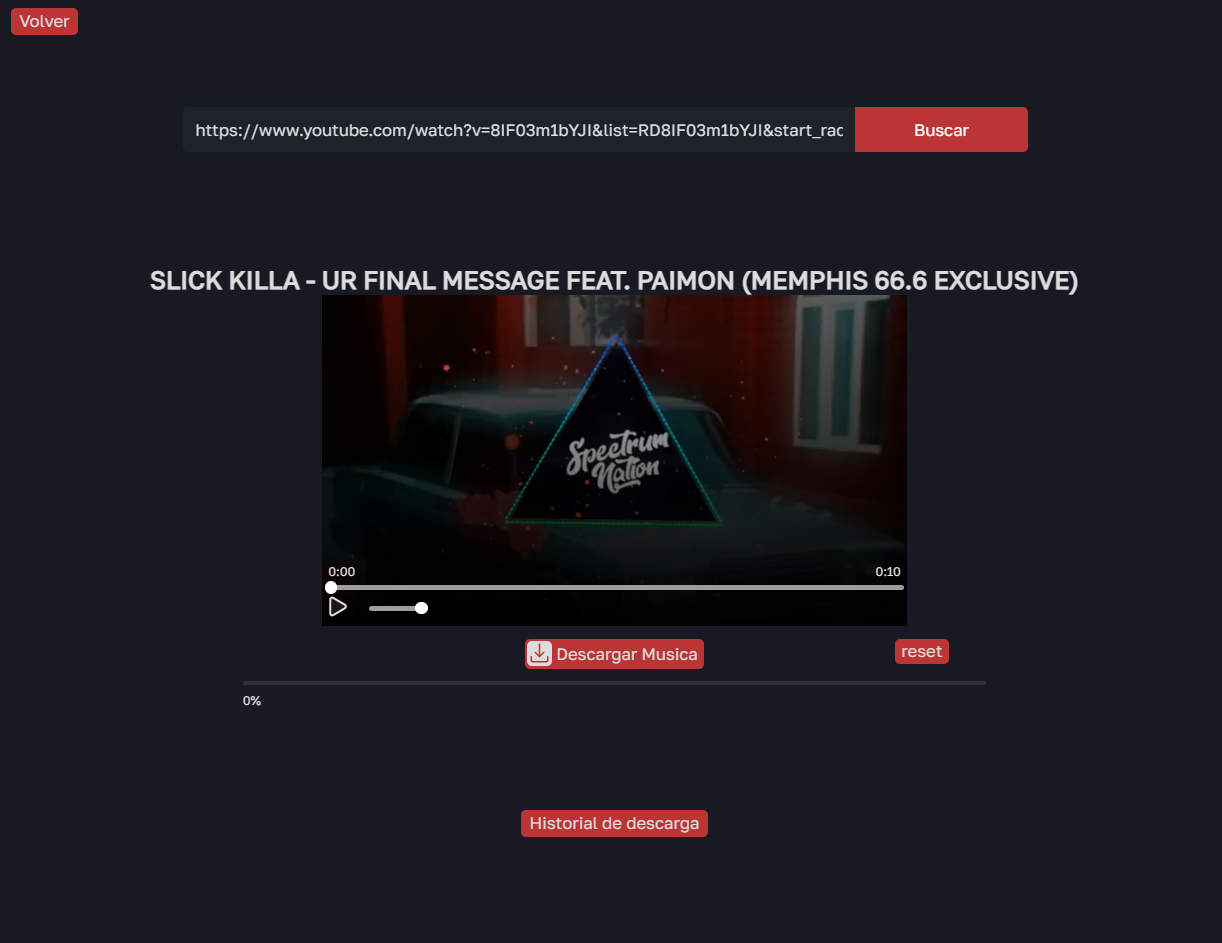 Volver
https://www.youtube.com/watch?v=8IF03m1bYJI&list=RD8IF03m1bYJI&start_rac
Buscar
SLICK KILLA - UR FINAL MESSAGE FEAT. PAIMON (MEMPHIS 66.6 EXCLUSIVE)
Spectrum
Nation
0:00
0:10
Descargar Musica
reset
0%
Historial de descarga